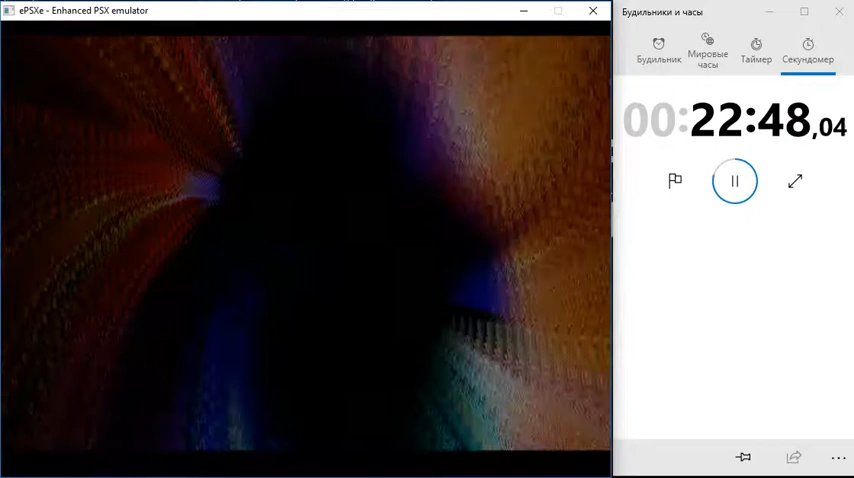 ePSXe - Enhanced PSX emulator
Будильники и часы
Будильник
Мировые
часы
Таймер
Секундомер
00:22:48,04